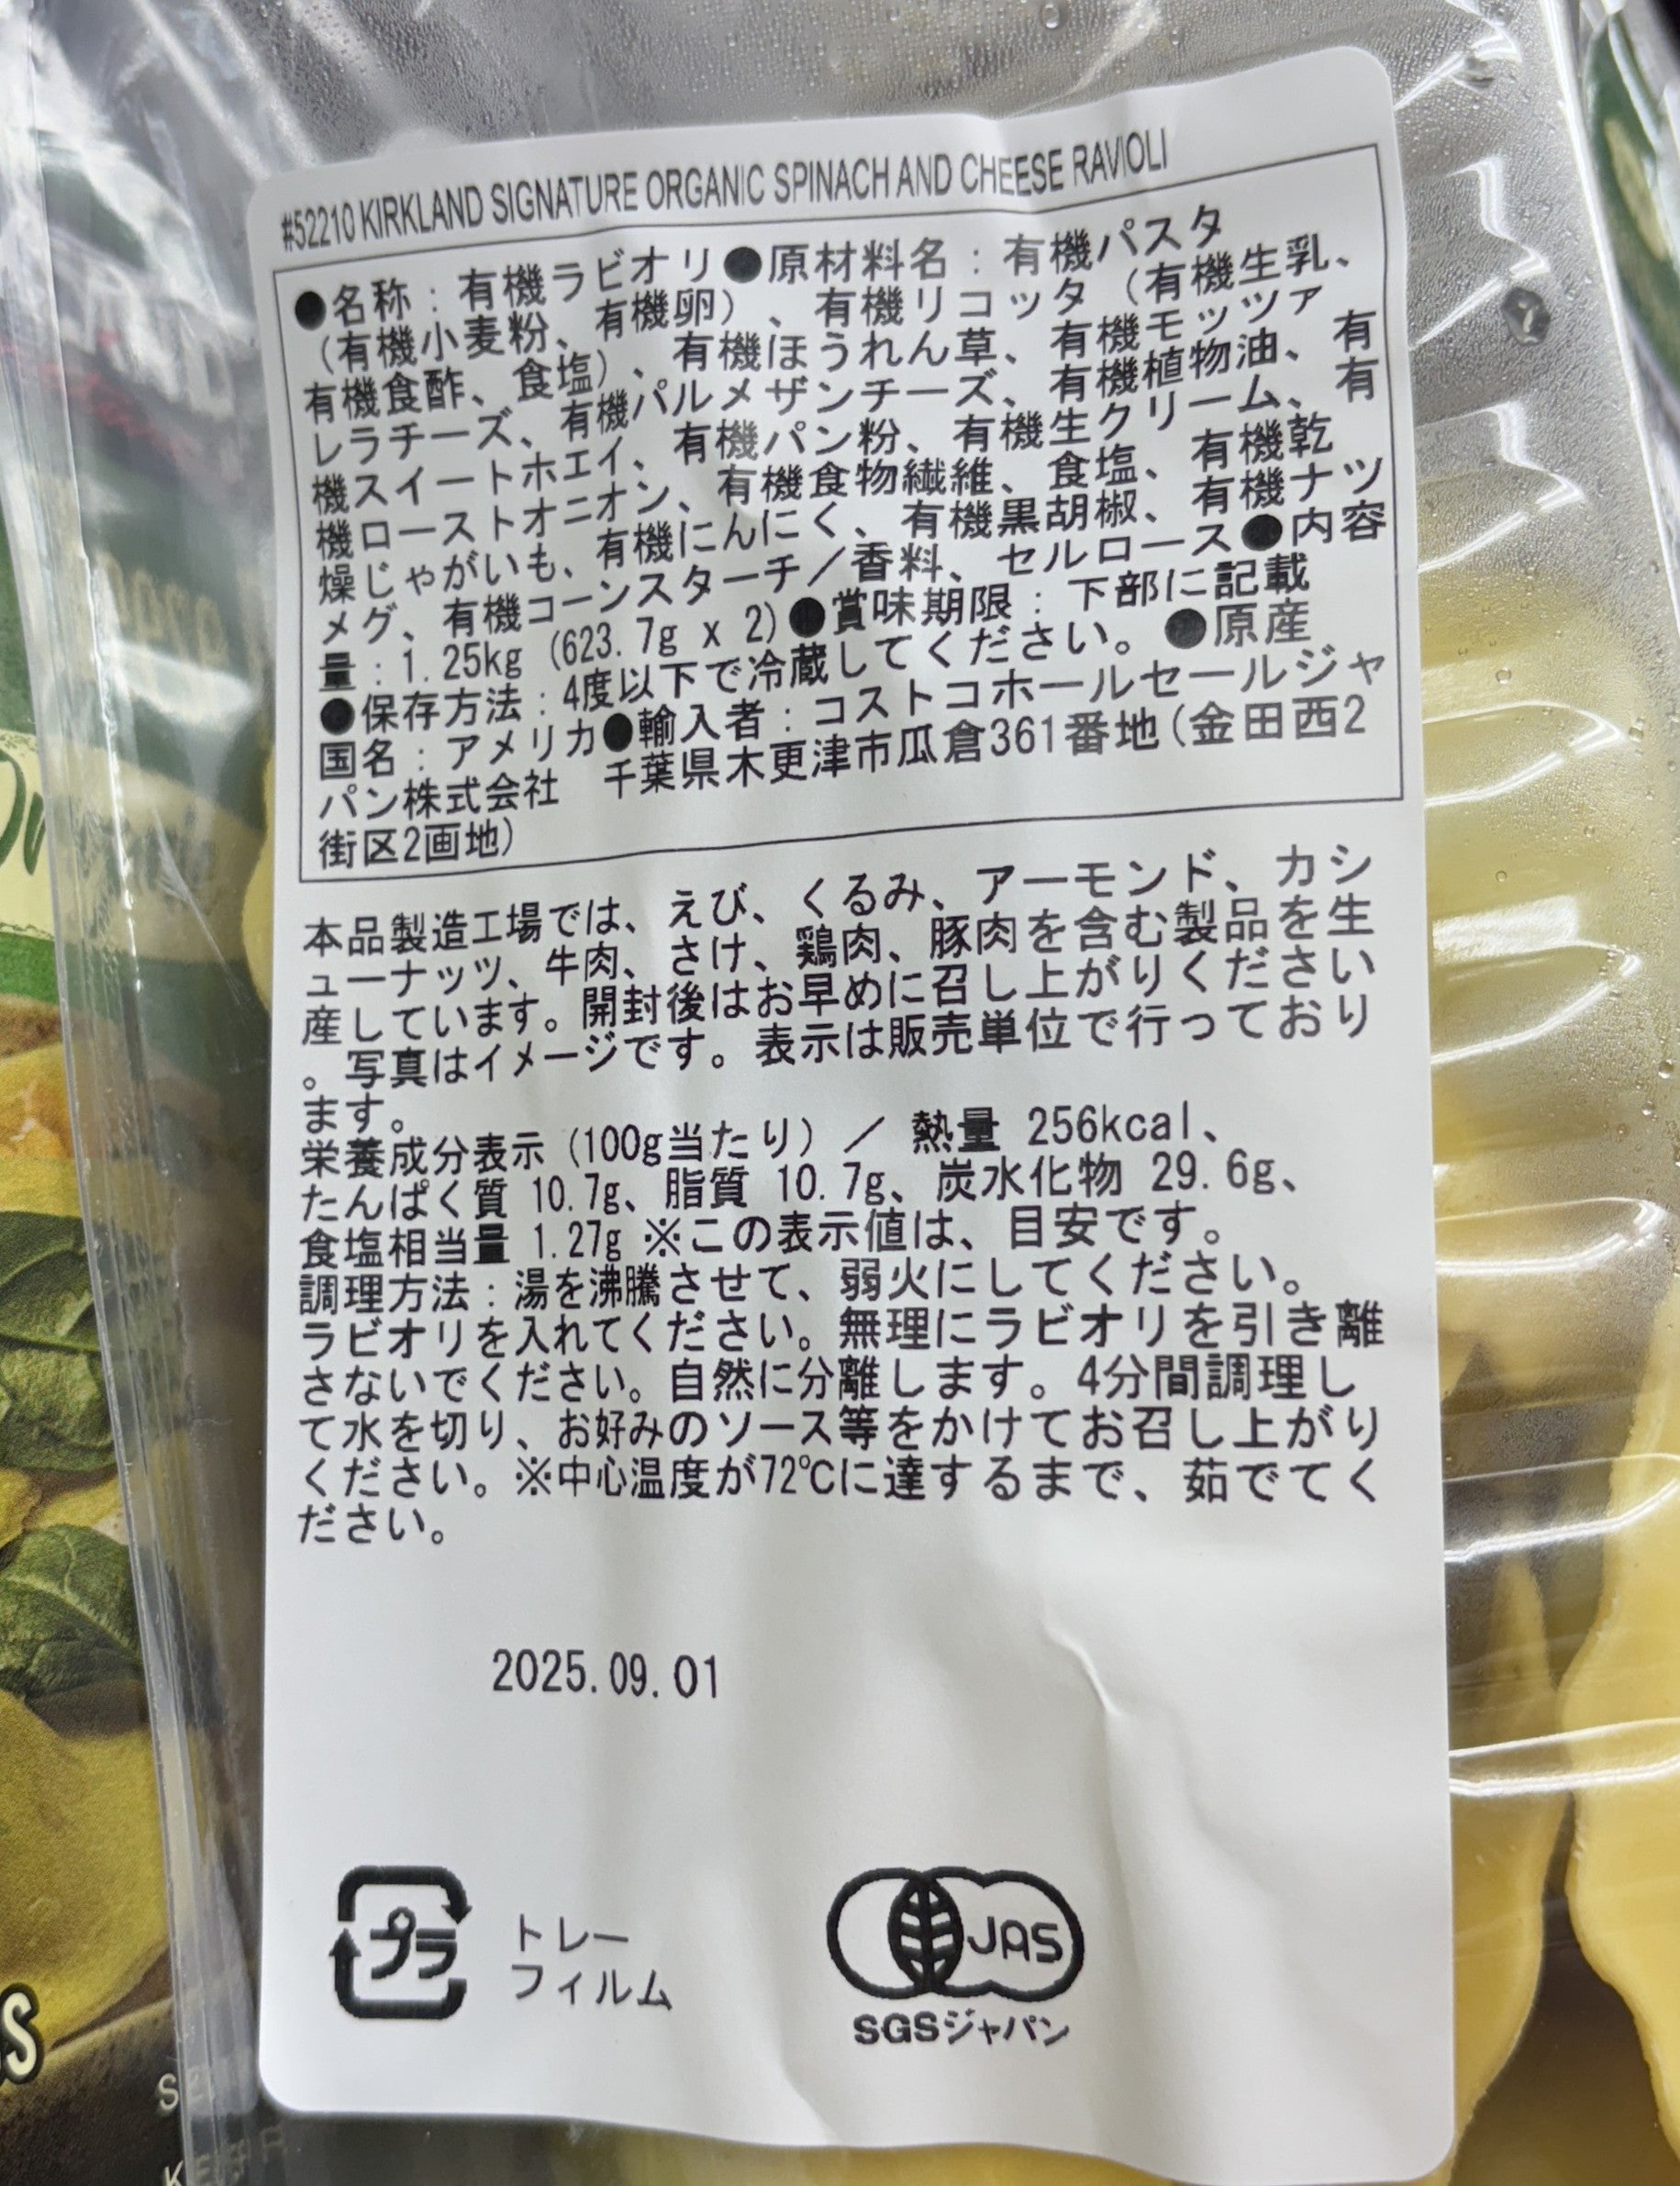 #52210 KIRKLAND SIGNATURE ORGANIC SPINACH AND CHEESE RAVIOLI
●名称：有機ラビオリ●原材料名：有機パスタ
（有機小麦粉、有機卵）、有機リコッタ（有機生乳、
有機食酢、食塩）、有機ほうれん草、有機モッツァ
レラチーズ、有機パルメザンチーズ、有機植物油、有
機スイートホエイ、有機パン粉、有機生クリーム、有
機ローストオニオン、有機食物繊維、食塩、有機乾
燥じゃがいも、有機にんにく、有機黒胡椒、有機ナツ
メグ、有機コーンスターチ／香料、セルロース●内容
量：1.25kg（623.7g x 2）●賞味期限：下部に記載
●保存方法：4度以下で冷蔵してください。●原産
国名：アメリカ●輸入者：コストコホールセールジャ
パン株式会社　千葉県木更津市瓜倉361番地（金田西2
街区2画地）
本品製造工場では、えび、くるみ、アーモンド、カシ
ューナッツ、牛肉、さけ、鶏肉、豚肉を含む製品を生
産しています。開封後はお早めに召し上がりください
。写真はイメージです。表示は販売単位で行っており
ます。
栄養成分表示（100g当たり）／ 熱量 256kcal、
たんぱく質 10.7g、脂質 10.7g、炭水化物 29.6g、
食塩相当量 1.27g ※この表示値は、目安です。
調理方法：湯を沸騰させて、弱火にしてください。
ラビオリを入れてください。無理にラビオリを引き離
さないでください。自然に分離します。4分間調理し
て水を切り、お好みのソース等をかけてお召し上がり
ください。※中心温度が72℃に達するまで、茹でてく
ださい。
2025.09.01
プラ
トレー
フィルム
JAS
SGSジャパン